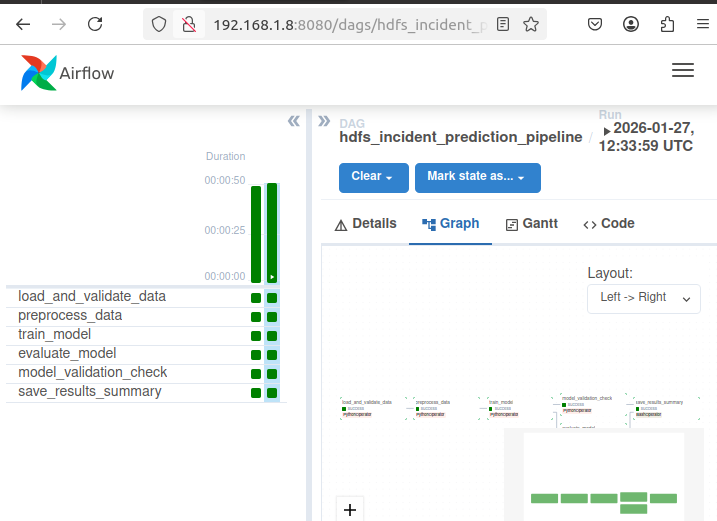 192.168.1.8:8080/dags/hdfs_incident_p
Airflow
Duration
00:00:50
00:00:25
00:00:00
load_and_validate_data
preprocess_data
train_model
evaluate_model
model_validation_check
save_results_summary
DAG
hdfs_incident_prediction_pipeline
/
Run
2026-01-27,
12:33:59 UTC
Clear
Mark state as...
Details
Graph
Gantt
Code
Layout:
Left -> Right
load_and_validate_data
success
PythonOperator
preprocess_data
success
PythonOperator
train_model
success
PythonOperator
model_validation_check
success
PythonOperator
save_results_summary
success
BashOperator